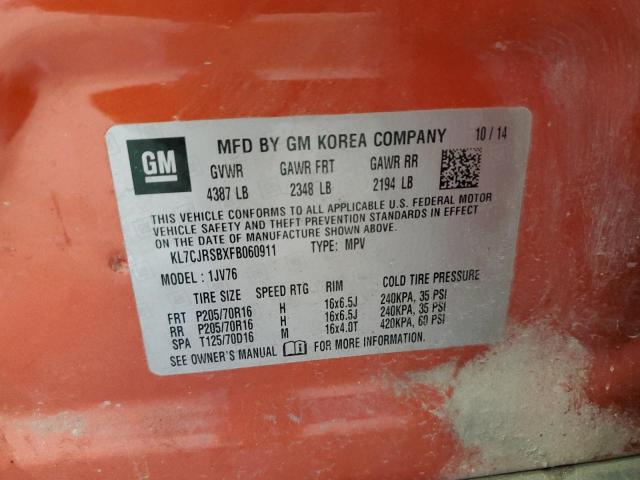 GM
MFD BY GM KOREA COMPANY 10 / 14
GVWR GAWR FRT GAWR RR
4387 LB 2348 LB 2194 LB
THIS VEHICLE CONFORMS TO ALL APPLICABLE U.S. FEDERAL MOTOR
VEHICLE SAFETY AND THEFT PREVENTION STANDARDS IN EFFECT
ON THE DATE OF MANUFACTURE SHOWN ABOVE.
KL7CJRSBXFB060911 TYPE: MPV
MODEL: 1JV76
TIRE SIZE SPEED RTG RIM COLD TIRE PRESSURE
FRT P205/70R16 H 16x6.5J 240KPA, 35 PSI
RR P205/70R16 H 16x6.5J 240KPA, 35 PSI
SPA T125/70D16 M 16x4.0T 420KPA, 60 PSI
SEE OWNER'S MANUAL FOR MORE INFORMATION.